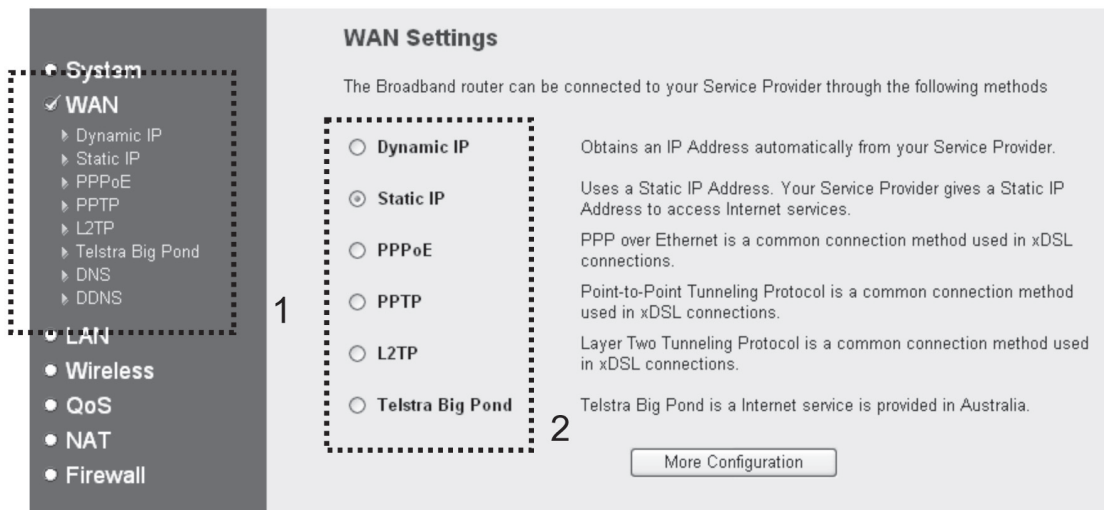 System
WAN
Dynamic IP
Static IP
PPPoE
PPTP
L2TP
Telstra Big Pond
DNS
DDNS
1
LAN
Wireless
QoS
NAT
Firewall
WAN Settings
The Broadband router can be connected to your Service Provider through the following methods
Dynamic IP
Obtains an IP Address automatically from your Service Provider.
Static IP
Uses a Static IP Address. Your Service Provider gives a Static IP
Address to access Internet services.
PPPoE
PPP over Ethernet is a common connection method used in xDSL
connections.
PPTP
Point-to-Point Tunneling Protocol is a common connection method
used in xDSL connections.
L2TP
Layer Two Tunneling Protocol is a common connection method used
in xDSL connections.
Telstra Big Pond
Telstra Big Pond is a Internet service is provided in Australia.
2
More Configuration